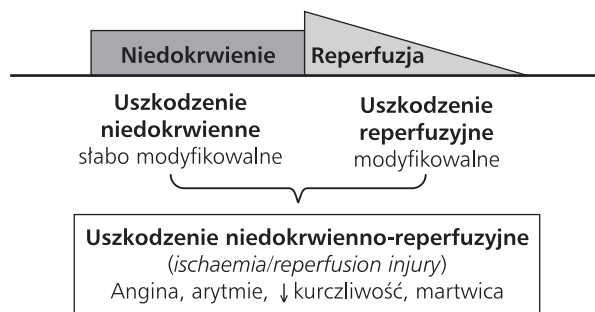 Niedokrwienie Reperfuzja
Uszkodzenie
niedokrwienne
słabo modyfikowalne
Uszkodzenie
reperfuzyjne
modyfikowalne
Uszkodzenie niedokrwienno-reperfuzyjne
(ischaemia/reperfusion injury)
Angina, arytmie, ↓ kurczliwość, martwica